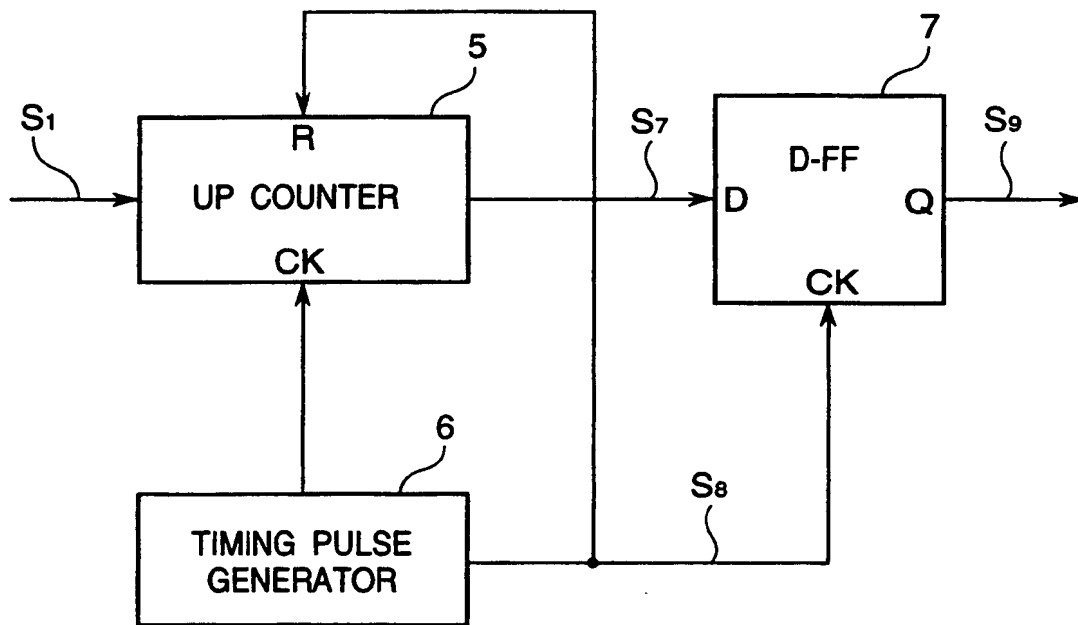 5
7
S1
R
UP COUNTER
CK
S7
D-FF
D
Q
CK
S9
6
TIMING PULSE
GENERATOR
S8